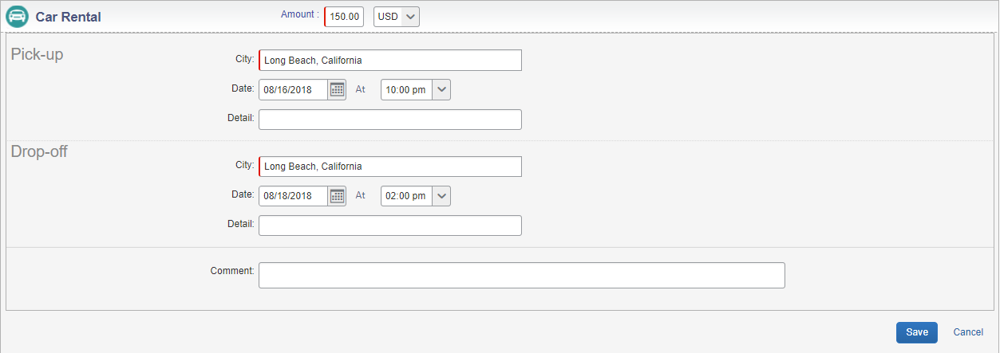 Car Rental Amount : 150.00 USD
Pick-up
City: Long Beach, California
Date: 08/16/2018 At 10:00 pm
Detail:
Drop-off
City: Long Beach, California
Date: 08/18/2018 At 02:00 pm
Detail:
Comment:
Save Cancel